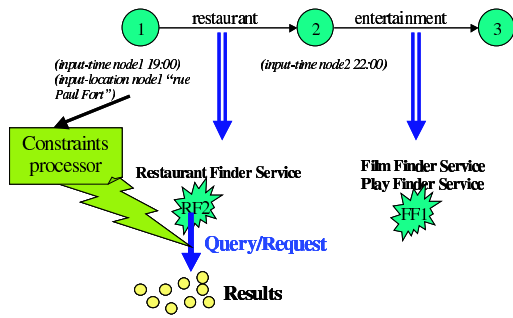 restaurant
entertainment
1
2
3
(input-time node1 19:00)
(input-location node1 “rue
Paul Fort”)
(input-time node2 22:00)
Constraints
processor
Restaurant Finder Service
Film Finder Service
Play Finder Service
RF2
FF1
Query/Request
Results